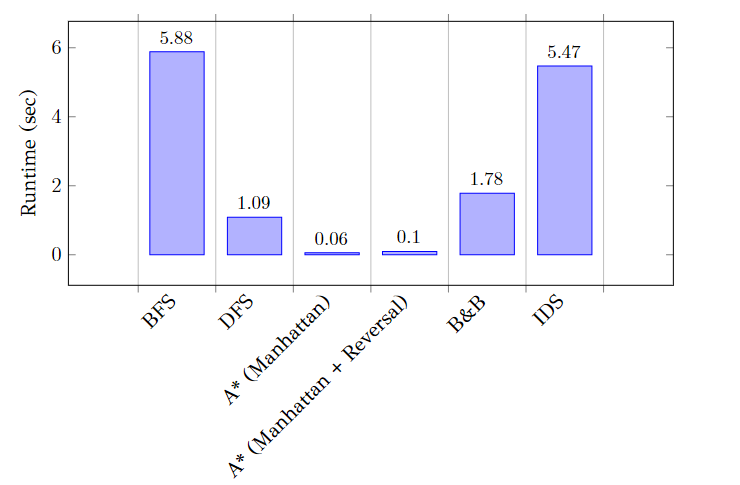 Runtime (sec)
6
4
2
0
5.88
1.09
0.06
0.1
1.78
5.47
BFS
DFS
A* (Manhattan)
A* (Manhattan + Reversal)
B&B
IDS